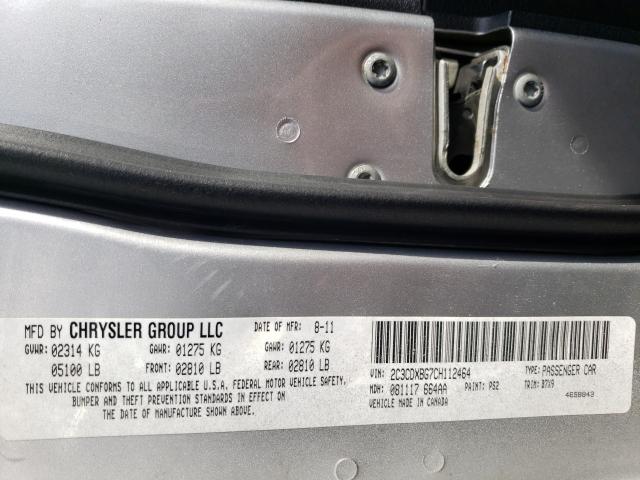 MFD BY CHRYSLER GROUP LLC DATE OF MFR: 8-11
GVWR: 02314 KG GAWR: 01275 KG GAWR: 01275 KG
05100 LB FRONT: 02810 LB REAR: 02810 LB
THIS VEHICLE CONFORMS TO ALL APPLICABLE U.S.A. FEDERAL MOTOR VEHICLE SAFETY,
BUMPER AND THEFT PREVENTION STANDARDS IN EFFECT ON
THE DATE OF MANUFACTURE SHOWN ABOVE.
VIN: 2C3CDXBG7CH112464 TYPE: PASSENGER CAR
MDH: 081117 664AA PAINT: PS2 TRIM: B7X9
VEHICLE MADE IN CANADA 4658843